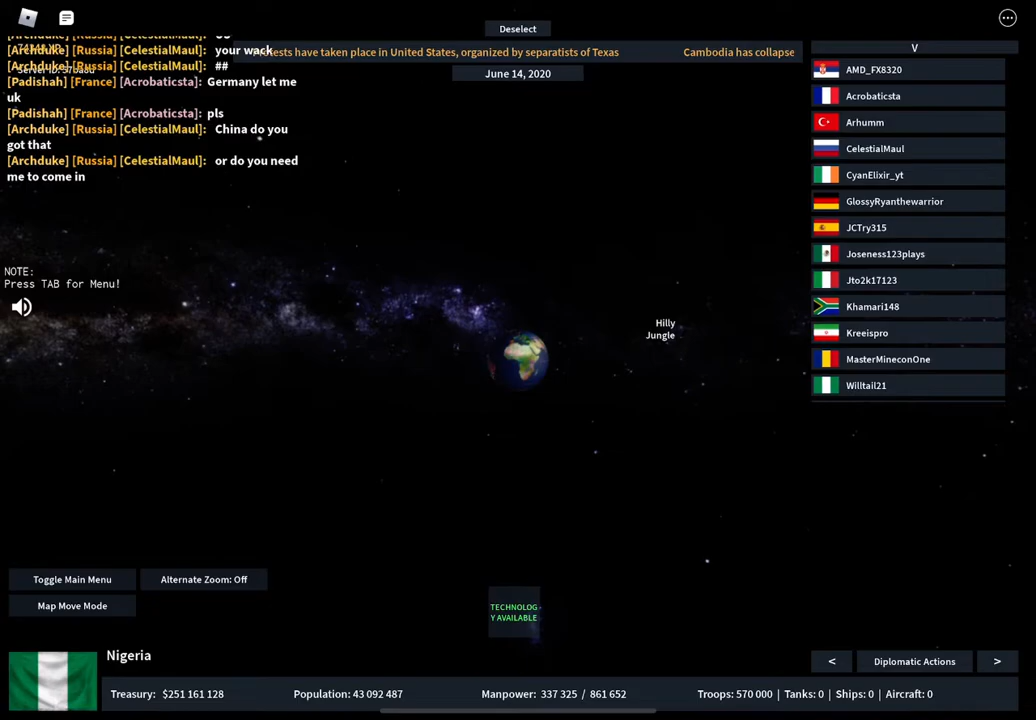 Deselect
[Archduke] [Russia] [CelestialMaul]: your wack
[Archduke] [Russia] [CelestialMaul]: ##
[Padishah] [France] [Acrobaticsta]: Germany let me
uk
[Padishah] [France] [Acrobaticsta]: pls
[Archduke] [Russia] [CelestialMaul]: China do you
got that
[Archduke] [Russia] [CelestialMaul]: or do you need
me to come in
have taken place in United States, organized by separatists of Texas Cambodia has collapse
June 14, 2020
V
AMD_FX8320
Acrobaticsta
Arhumm
CelestialMaul
CyanElixir_yt
GlossyRyanthewarrior
JCTry315
Joseness123plays
Jto2k17123
Khamari148
Kreeispro
MasterMineconOne
Willtail21
NOTE:
Press TAB for Menu!
Hilly
Jungle
Toggle Main Menu
Alternate Zoom: Off
Map Move Mode
TECHNOLOG-
Y AVAILABLE
Nigeria
< Diplomatic Actions >
Treasury: $251 161 128 Population: 43 092 487 Manpower: 337 325 / 861 652 Troops: 570 000 | Tanks: 0 | Ships: 0 | Aircraft: 0